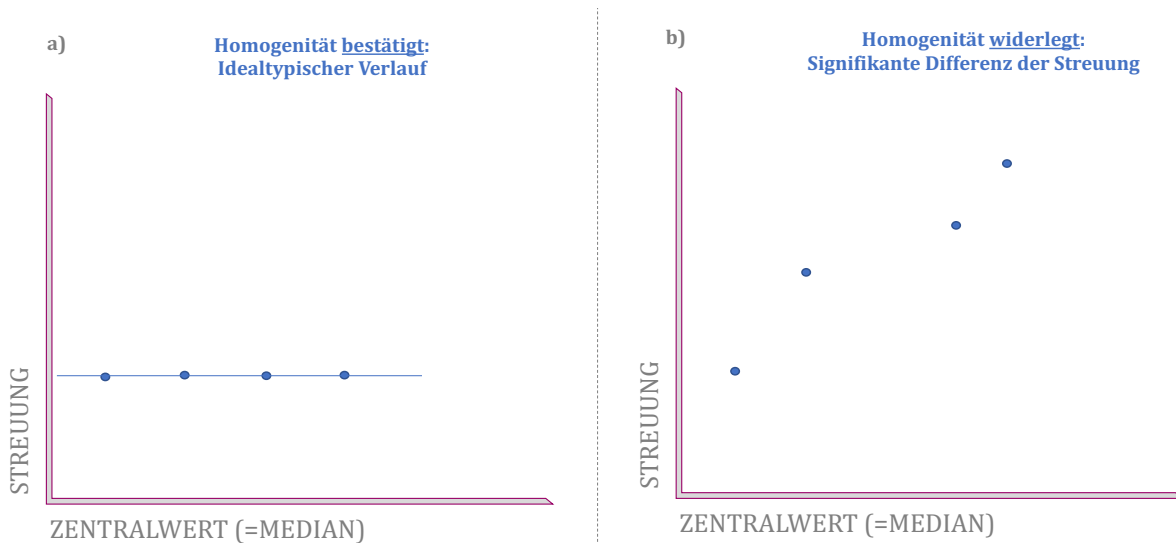 a)
Homogenität bestätigt:
Idealtypischer Verlauf
STREUUNG
ZENTRALWERT (=MEDIAN)
b)
Homogenität widerlegt:
Signifikante Differenz der Streuung
STREUUNG
ZENTRALWERT (=MEDIAN)